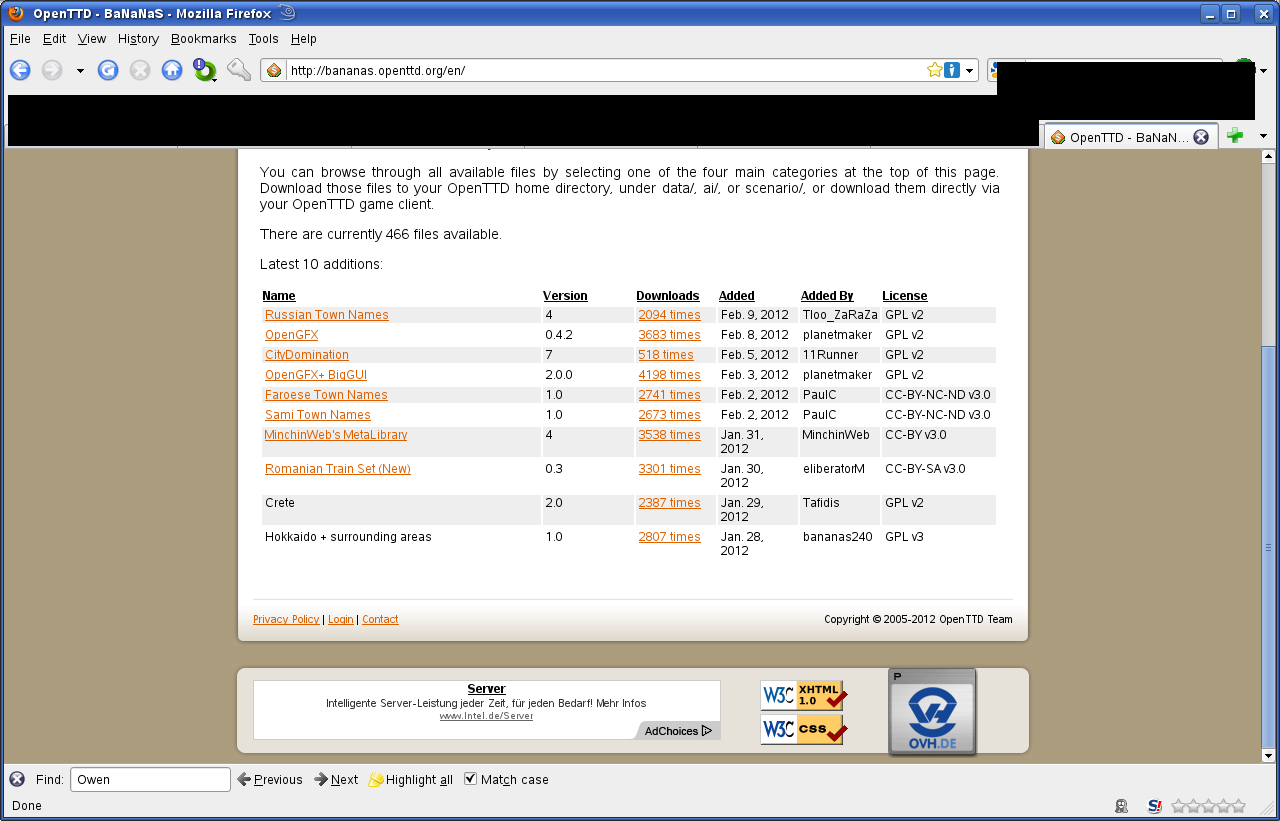 OpenTTD - BaNaNaS - Mozilla Firefox
File Edit View History Bookmarks Tools Help
http://bananas.openttd.org/en/
OpenTTD - BaNaN...
You can browse through all available files by selecting one of the four main categories at the top of this page.
Download those files to your OpenTTD home directory, under data/, ai/, or scenario/, or download them directly via
your OpenTTD game client.
There are currently 466 files available.
Latest 10 additions:
Name Version Downloads Added Added By License
Russian Town Names 4 2094 times Feb. 9, 2012 Tloo_ZaRaZa GPL v2
OpenGFX 0.4.2 3683 times Feb. 8, 2012 planetmaker GPL v2
CityDomination 7 518 times Feb. 5, 2012 11Runner GPL v2
OpenGFX+ BigGUI 2.0.0 4198 times Feb. 3, 2012 planetmaker GPL v2
Faroese Town Names 1.0 2741 times Feb. 2, 2012 PaulC CC-BY-NC-ND v3.0
Sami Town Names 1.0 2673 times Feb. 2, 2012 PaulC CC-BY-NC-ND v3.0
MinchinWeb's MetaLibrary 4 3538 times Jan. 31, MinchinWeb CC-BY v3.0
2012
Romanian Train Set (New) 0.3 3301 times Jan. 30, eliberatorM CC-BY-SA v3.0
2012
Crete 2.0 2387 times Jan. 29, Tafidis GPL v2
2012
Hokkaido + surrounding areas 1.0 2807 times Jan. 28, bananas240 GPL v3
2012
Privacy Policy | Login | Contact Copyright © 2005-2012 OpenTTD Team
Server
Intelligente Server-Leistung jeder Zeit, für jeden Bedarf! Mehr Infos
www.Intel.de/Server
AdChoices
W3C XHTML 1.0
W3C CSS
P
OVH.DE
Find: Owen Previous Next Highlight all Match case
Done